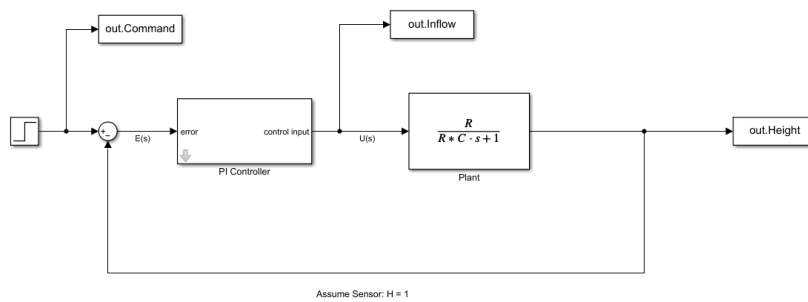 out.Command
out.Inflow
+
−
E(s)
error
control input
PI Controller
U(s)
R
R∗C·s+1
Plant
out.Height
Assume Sensor: H = 1